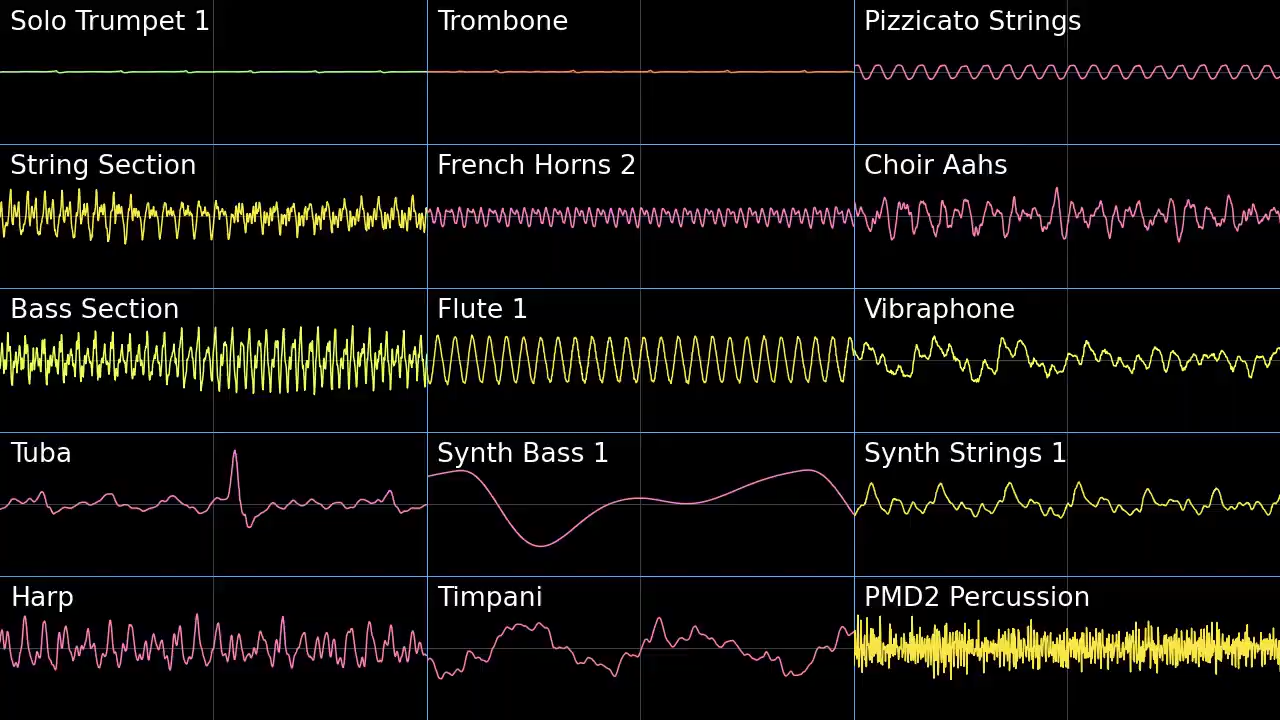 Solo Trumpet 1
Trombone
Pizzicato Strings
String Section
French Horns 2
Choir Aahs
Bass Section
Flute 1
Vibraphone
Tuba
Synth Bass 1
Synth Strings 1
Harp
Timpani
PMD2 Percussion